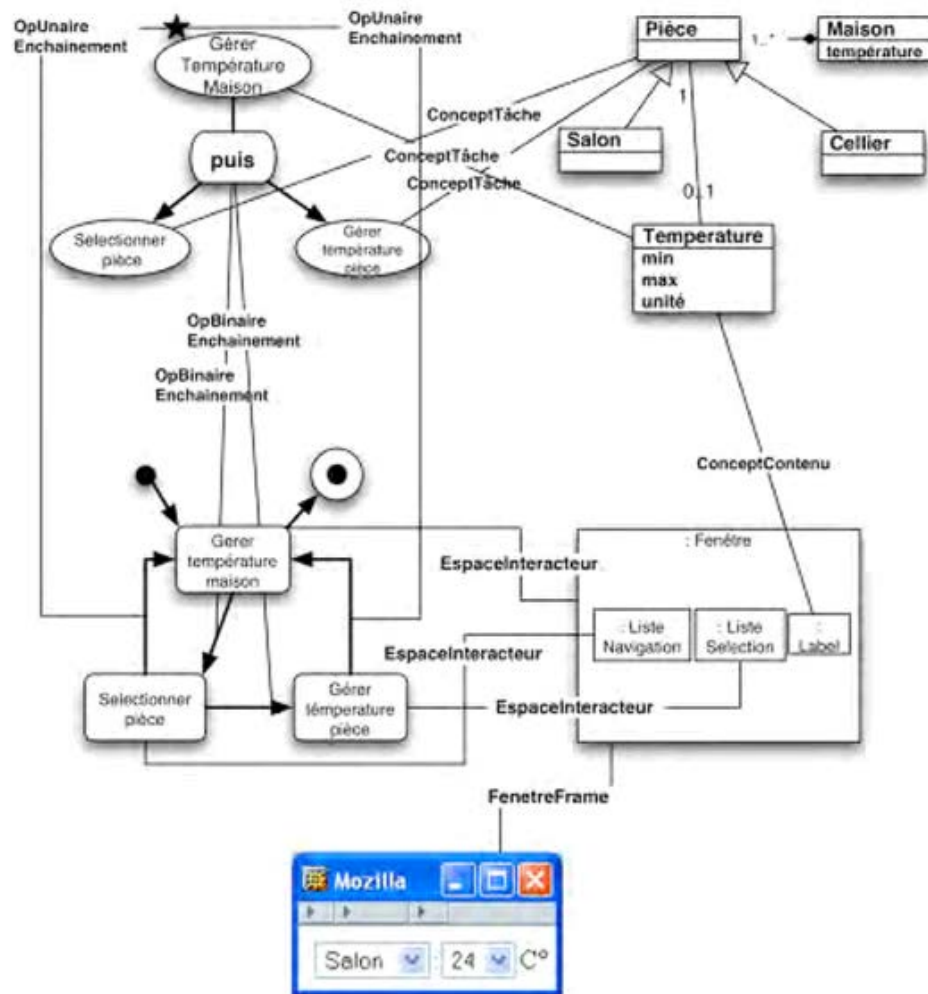 OpUnaire
Enchainement
OpUnaire
Enchainement
Gérer
Température
Maison
puis
Selectionner
pièce
Gérer
température
pièce
ConceptTâche
ConceptTâche
ConceptTâche
Pièce
1..*
Maison
température
1
Salon
Cellier
0..1
Temperature
min
max
unité
OpBinaire
Enchainement
OpBinaire
Enchainement
ConceptContenu
Gerer
température
maison
Selectionner
pièce
Gérer
témperature
pièce
EspaceInteracteur
EspaceInteracteur
EspaceInteracteur
: Fenêtre
: Liste
Navigation
: Liste
Selection
:
Label
FenetreFrame
Mozilla
Salon : 24 C°